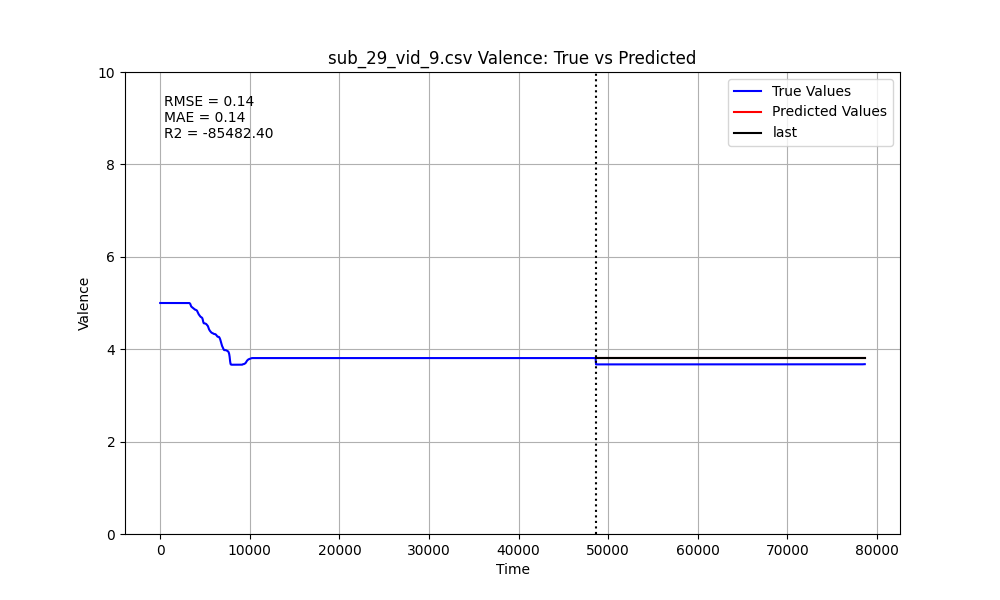 sub_29_vid_9.csv Valence: True vs Predicted
RMSE = 0.14
MAE = 0.14
R2 = -85482.40
True Values
Predicted Values
last
10
8
6
4
2
0
Valence
0 10000 20000 30000 40000 50000 60000 70000 80000
Time